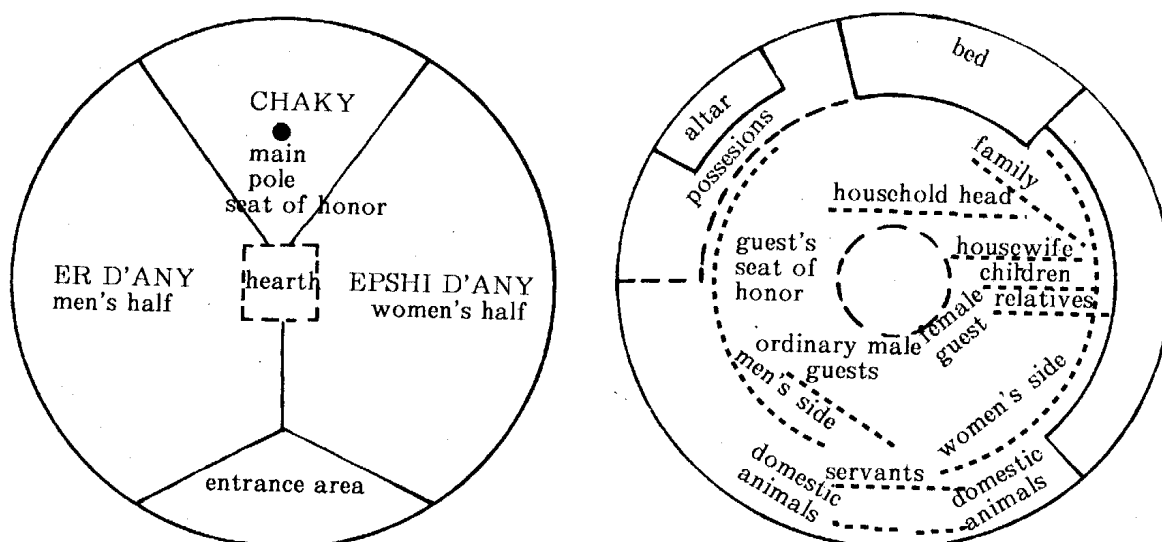 CHAKY
main
pole
seat of honor
ER D'ANY
men's half
hearth
EPSHI D'ANY
women's half
entrance area
bed
altar
possesions
family
household head
guest's
seat of
honor
housewife
children
relatives
female
guest
ordinary male
guests
men's side
women's side
servants
domestic
animals
domestic
animals